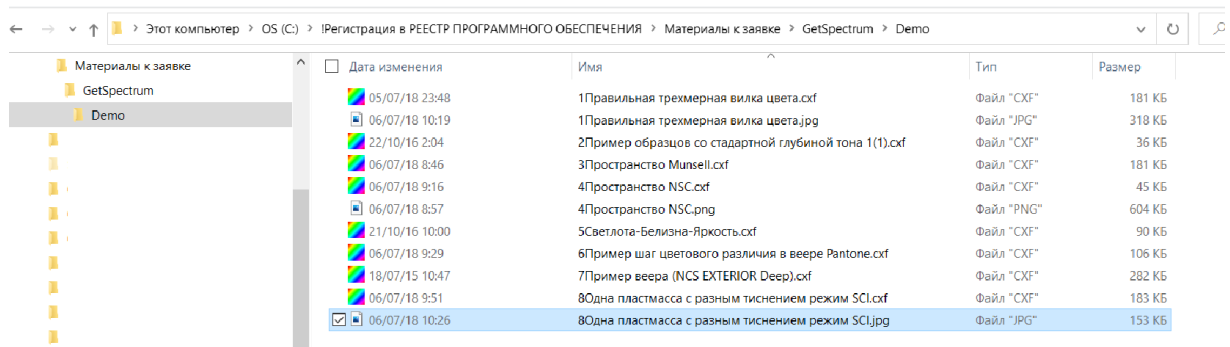 Этот компьютер > OS (C:) > !Регистрация в РЕЕСТР ПРОГРАММНОГО ОБЕСПЕЧЕНИЯ > Материалы к заявке > GetSpectrum > Demo
Материалы к заявке
GetSpectrum
Demo
Дата изменения Имя Тип Размер
05/07/18 23:48 1Правильная трехмерная вилка цвета.cxf Файл "CXF" 181 КБ
06/07/18 10:19 1Правильная трехмерная вилка цвета.jpg Файл "JPG" 318 КБ
22/10/16 2:04 2Пример образцов со стадартной глубиной тона 1(1).cxf Файл "CXF" 36 КБ
06/07/18 8:46 3Пространство Munsell.cxf Файл "CXF" 181 КБ
06/07/18 9:16 4Пространство NSC.cxf Файл "CXF" 45 КБ
06/07/18 8:57 4Пространство NSC.png Файл "PNG" 604 КБ
21/10/16 10:00 5Светлота-Белизна-Яркость.cxf Файл "CXF" 90 КБ
06/07/18 9:29 6Пример шаг цветового различия в веере Pantone.cxf Файл "CXF" 106 КБ
18/07/15 10:47 7Пример веера (NCS EXTERIOR Deep).cxf Файл "CXF" 282 КБ
06/07/18 9:51 8Одна пластмасса с разным тиснением режим SCI.cxf Файл "CXF" 183 КБ
06/07/18 10:26 8Одна пластмасса с разным тиснением режим SCI.jpg Файл "JPG" 153 КБ